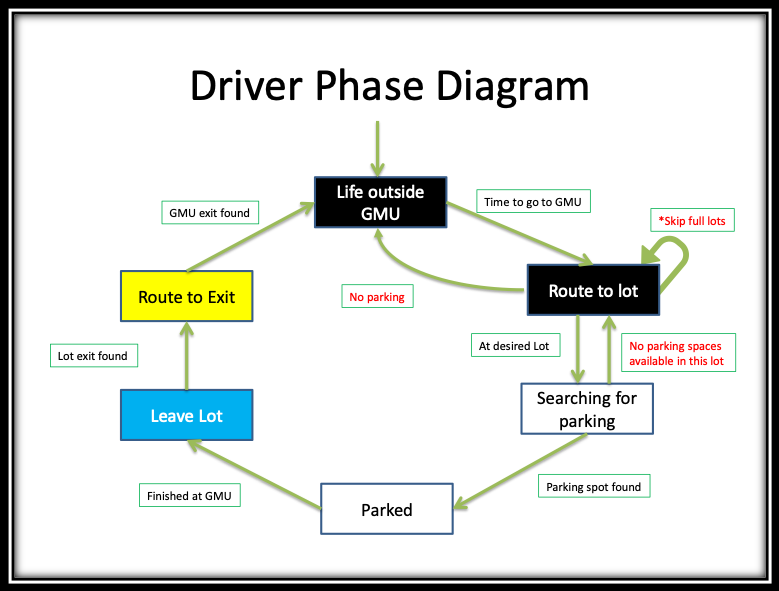 Driver Phase Diagram
Life outside
GMU
GMU exit found
Time to go to GMU
*Skip full lots
Route to Exit
No parking
Route to lot
Lot exit found
At desired Lot
No parking spaces
available in this lot
Leave Lot
Searching for
parking
Finished at GMU
Parked
Parking spot found